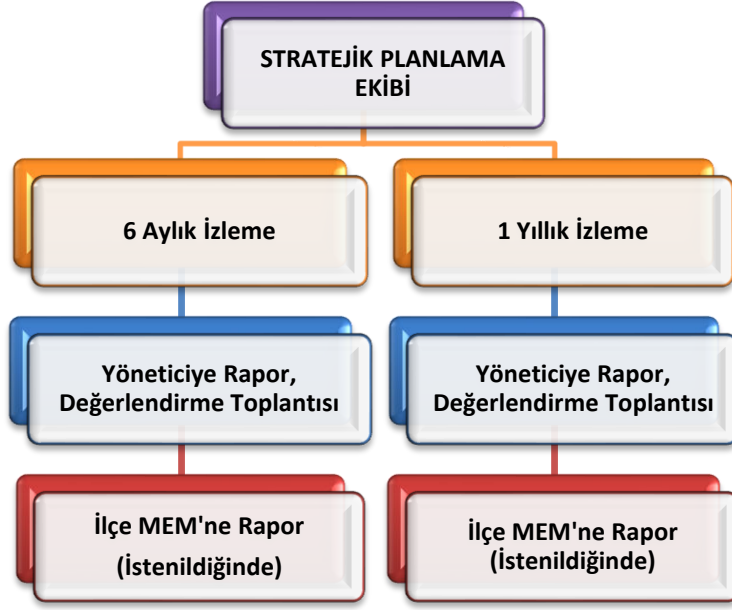 STRATEJİK PLANLAMA
EKİBİ
6 Aylık İzleme
1 Yıllık İzleme
Yöneticiye Rapor,
Değerlendirme Toplantısı
Yöneticiye Rapor,
Değerlendirme Toplantısı
İlçe MEM'ne Rapor
(İstenildiğinde)
İlçe MEM'ne Rapor
(İstenildiğinde)